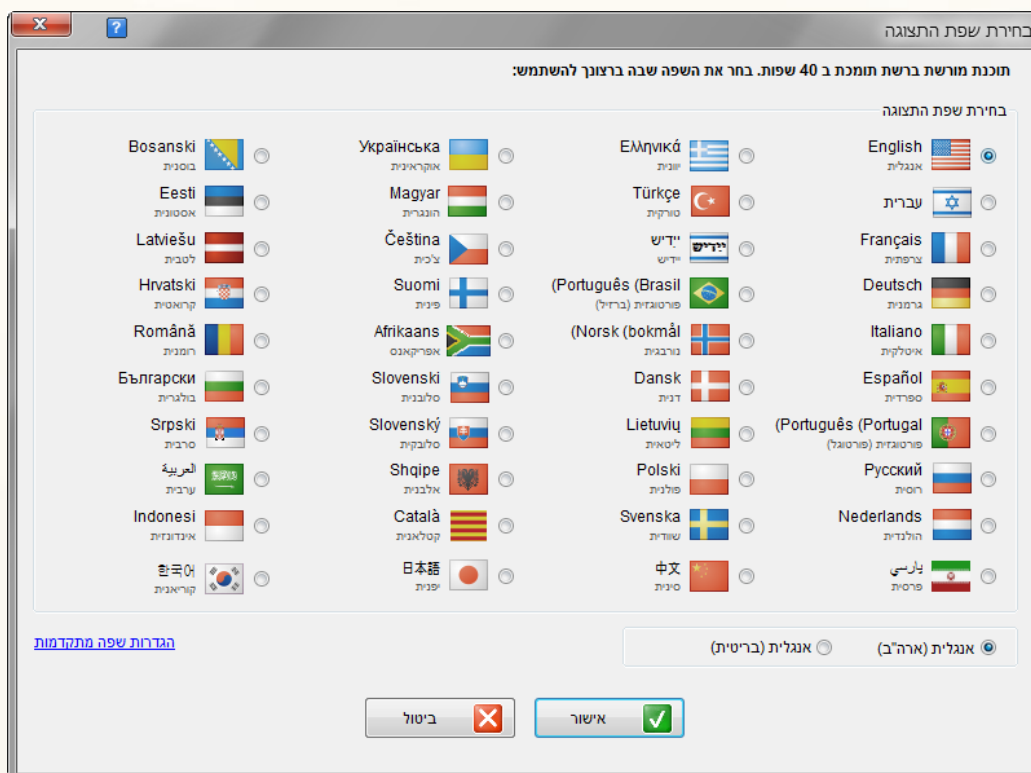 בחירת שפת התצוגה
תוכנת מורשת ברשת תומכת ב 40 שפות. בחר את השפה שבה ברצונך להשתמש:
בחירת שפת התצוגה
English
אנגלית
עברית
Français
צרפתית
Deutsch
גרמנית
Italiano
איטלקית
Español
ספרדית
(Português (Portugal
פורטוגזית (פורטוגל)
Русский
רוסית
Nederlands
הולנדית
پارسي
פרסית
Ελληνικά
יוונית
Türkçe
טורקית
ייִדיש
יידיש
ייִדיש
(Português (Brasil
פורטוגזית (ברזיל)
(Norsk (bokmål
נורבגית
Dansk
דנית
Lietuvių
ליטאית
Polski
פולנית
Svenska
שוודית
中文
סינית
Українська
אוקראינית
Magyar
הונגרית
Čeština
צ'כית
Suomi
פינית
Afrikaans
אפריקאנס
Slovenski
סלובנית
Slovenský
סלובקית
Shqipe
אלבנית
Català
קטלאנית
日本語
יפנית
Bosanski
בוסנית
Eesti
אסטונית
Latviešu
לטבית
Hrvatski
קרואטית
Română
רומנית
Български
בולגרית
Srpski
סרבית
العربية
ערבית
Indonesi
אינדונזית
한국어
קוריאנית
אנגלית (ארה"ב)
אנגלית (בריטית)
הגדרות שפה מתקדמות
אישור
ביטול